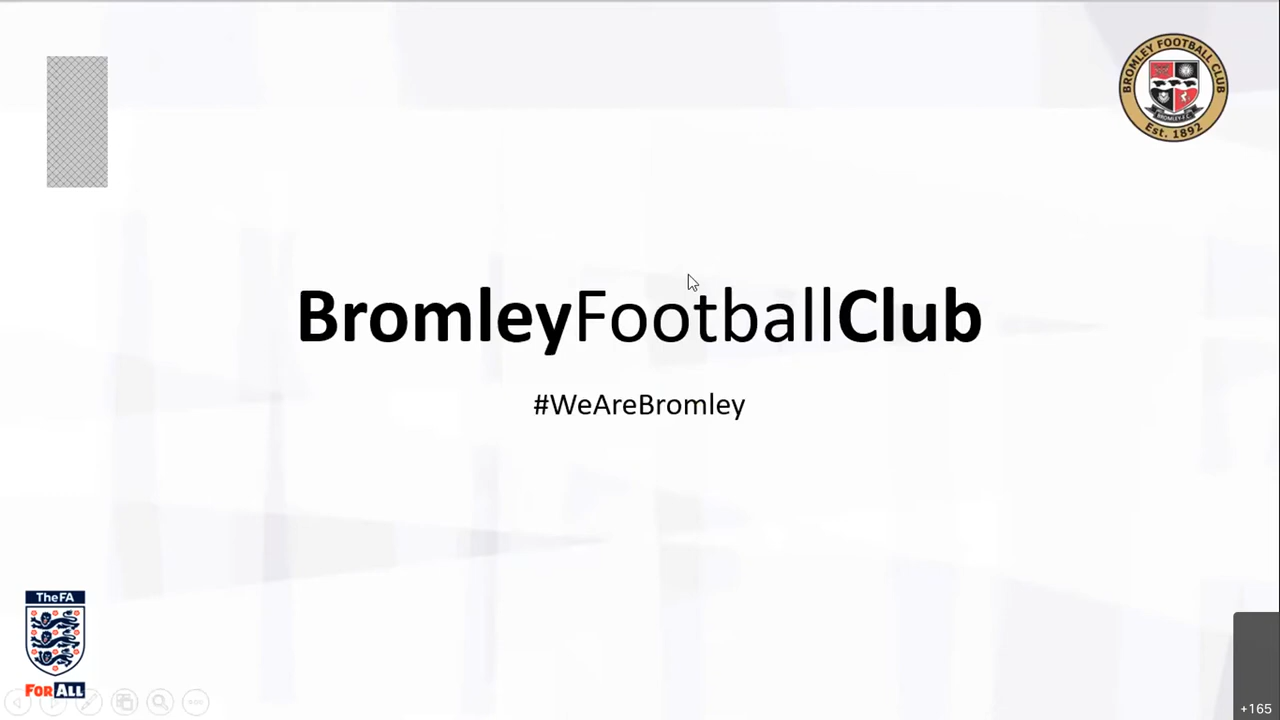 BROMLEY FOOTBALL CLUB
BROMLEY F.C.
Est. 1892
BromleyFootballClub
#WeAreBromley
TheFA
FORALL
+165